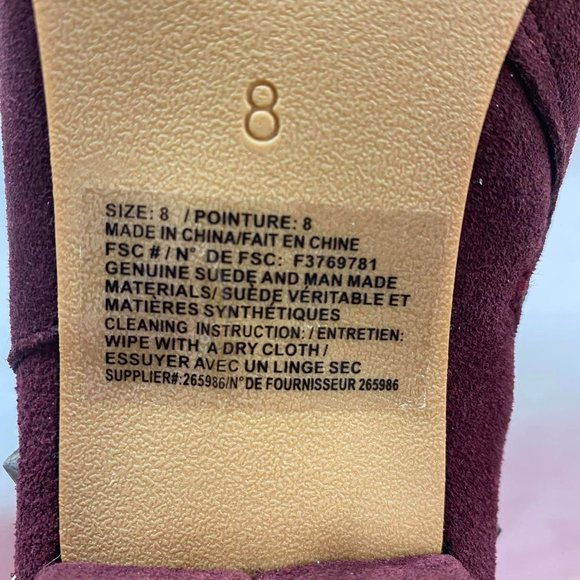 8
SIZE: 8 / POINTURE: 8
MADE IN CHINA/FAIT EN CHINE
FSC # / N° DE FSC: F3769781
GENUINE SUEDE AND MAN MADE
MATERIALS/ SUÈDE VÉRITABLE ET
MATIÈRES SYNTHÉTIQUES
CLEANING INSTRUCTION: / ENTRETIEN:
WIPE WITH A DRY CLOTH /
ESSUYER AVEC UN LINGE SEC
SUPPLIER#:265986/N°DE FOURNISSEUR 265986